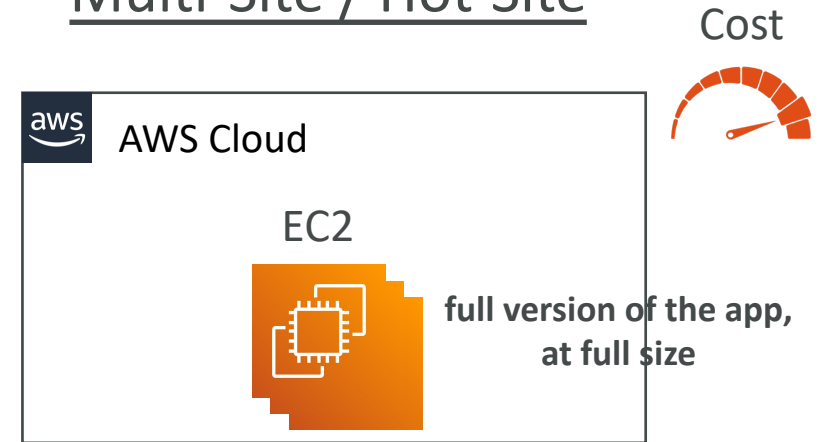 Multi-Site / Hot-Site
Cost
aws
AWS Cloud
EC2
full version of the app,
at full size